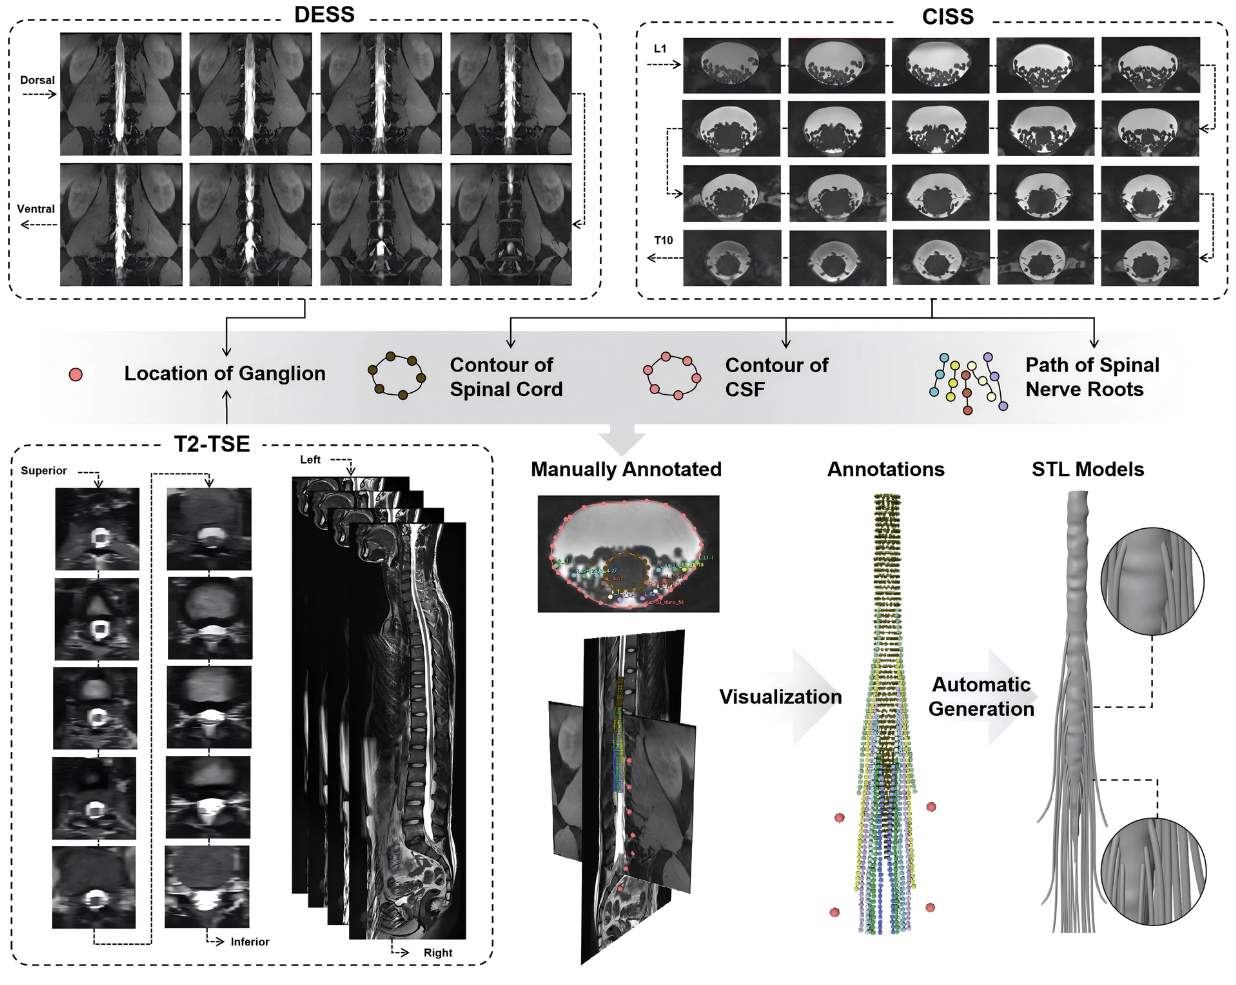 DESS
CISS
Dorsal
Ventral
L1
T10
Location of Ganglion
Contour of
Spinal Cord
Contour of
CSF
Path of Spinal
Nerve Roots
T2-TSE
Superior
Inferior
Left
Right
Manually Annotated
Annotations
STL Models
Visualization
Automatic
Generation